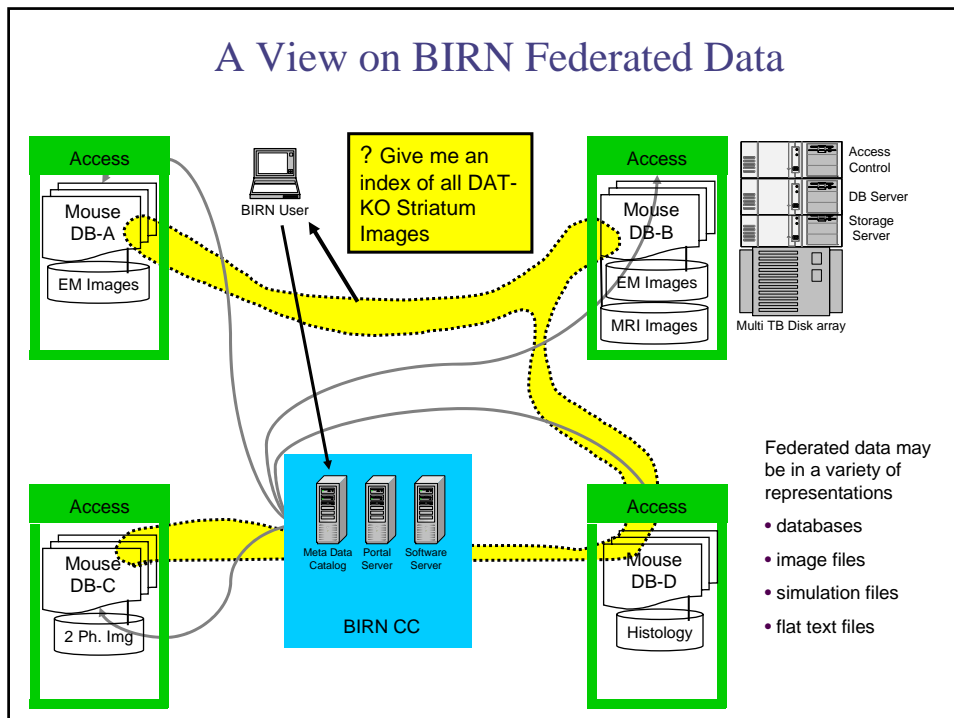 A View on BIRN Federated Data
Access
Mouse
DB-A
EM Images
BIRN User
? Give me an
index of all DAT-
KO Striatum
Images
Access
Mouse
DB-B
EM Images
MRI Images
Access
Control
DB Server
Storage
Server
Multi TB Disk array
Access
Mouse
DB-C
2 Ph. Img
Meta Data
Catalog
Portal
Server
Software
Server
BIRN CC
Access
Mouse
DB-D
Histology
Federated data may
be in a variety of
representations
• databases
• image files
• simulation files
• flat text files